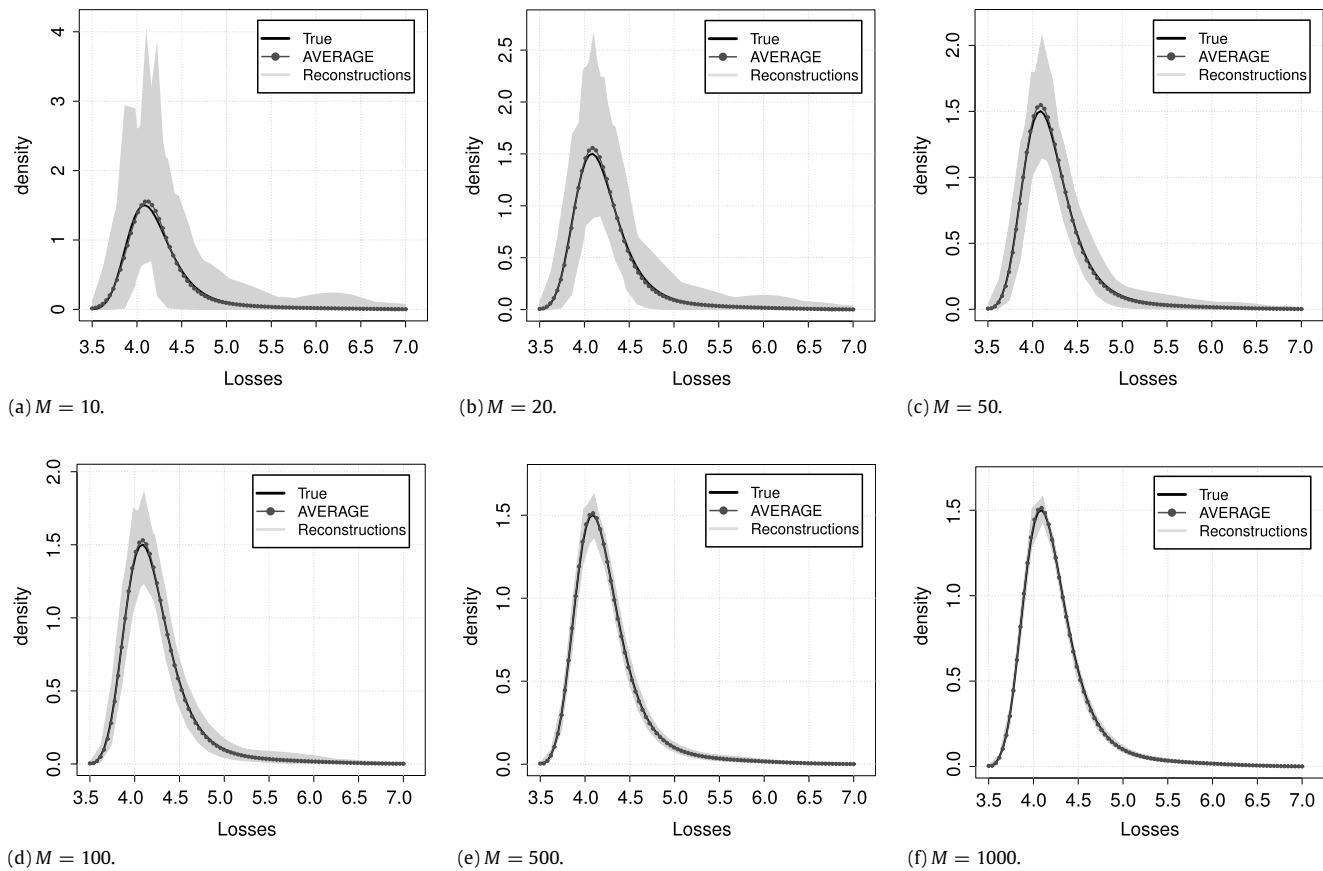 True
AVERAGE
Reconstructions
density
4
3
2
1
0
3.5 4.0 4.5 5.0 5.5 6.0 6.5 7.0
Losses
(a) M = 10.
True
AVERAGE
Reconstructions
density
2.5
2.0
1.5
1.0
0.5
0.0
3.5 4.0 4.5 5.0 5.5 6.0 6.5 7.0
Losses
(b) M = 20.
True
AVERAGE
Reconstructions
density
2.0
1.5
1.0
0.5
0.0
3.5 4.0 4.5 5.0 5.5 6.0 6.5 7.0
Losses
(c) M = 50.
True
AVERAGE
Reconstructions
density
2.0
1.5
1.0
0.5
0.0
3.5 4.0 4.5 5.0 5.5 6.0 6.5 7.0
Losses
(d) M = 100.
True
AVERAGE
Reconstructions
density
1.5
1.0
0.5
0.0
3.5 4.0 4.5 5.0 5.5 6.0 6.5 7.0
Losses
(e) M = 500.
True
AVERAGE
Reconstructions
density
1.5
1.0
0.5
0.0
3.5 4.0 4.5 5.0 5.5 6.0 6.5 7.0
Losses
(f) M = 1000.